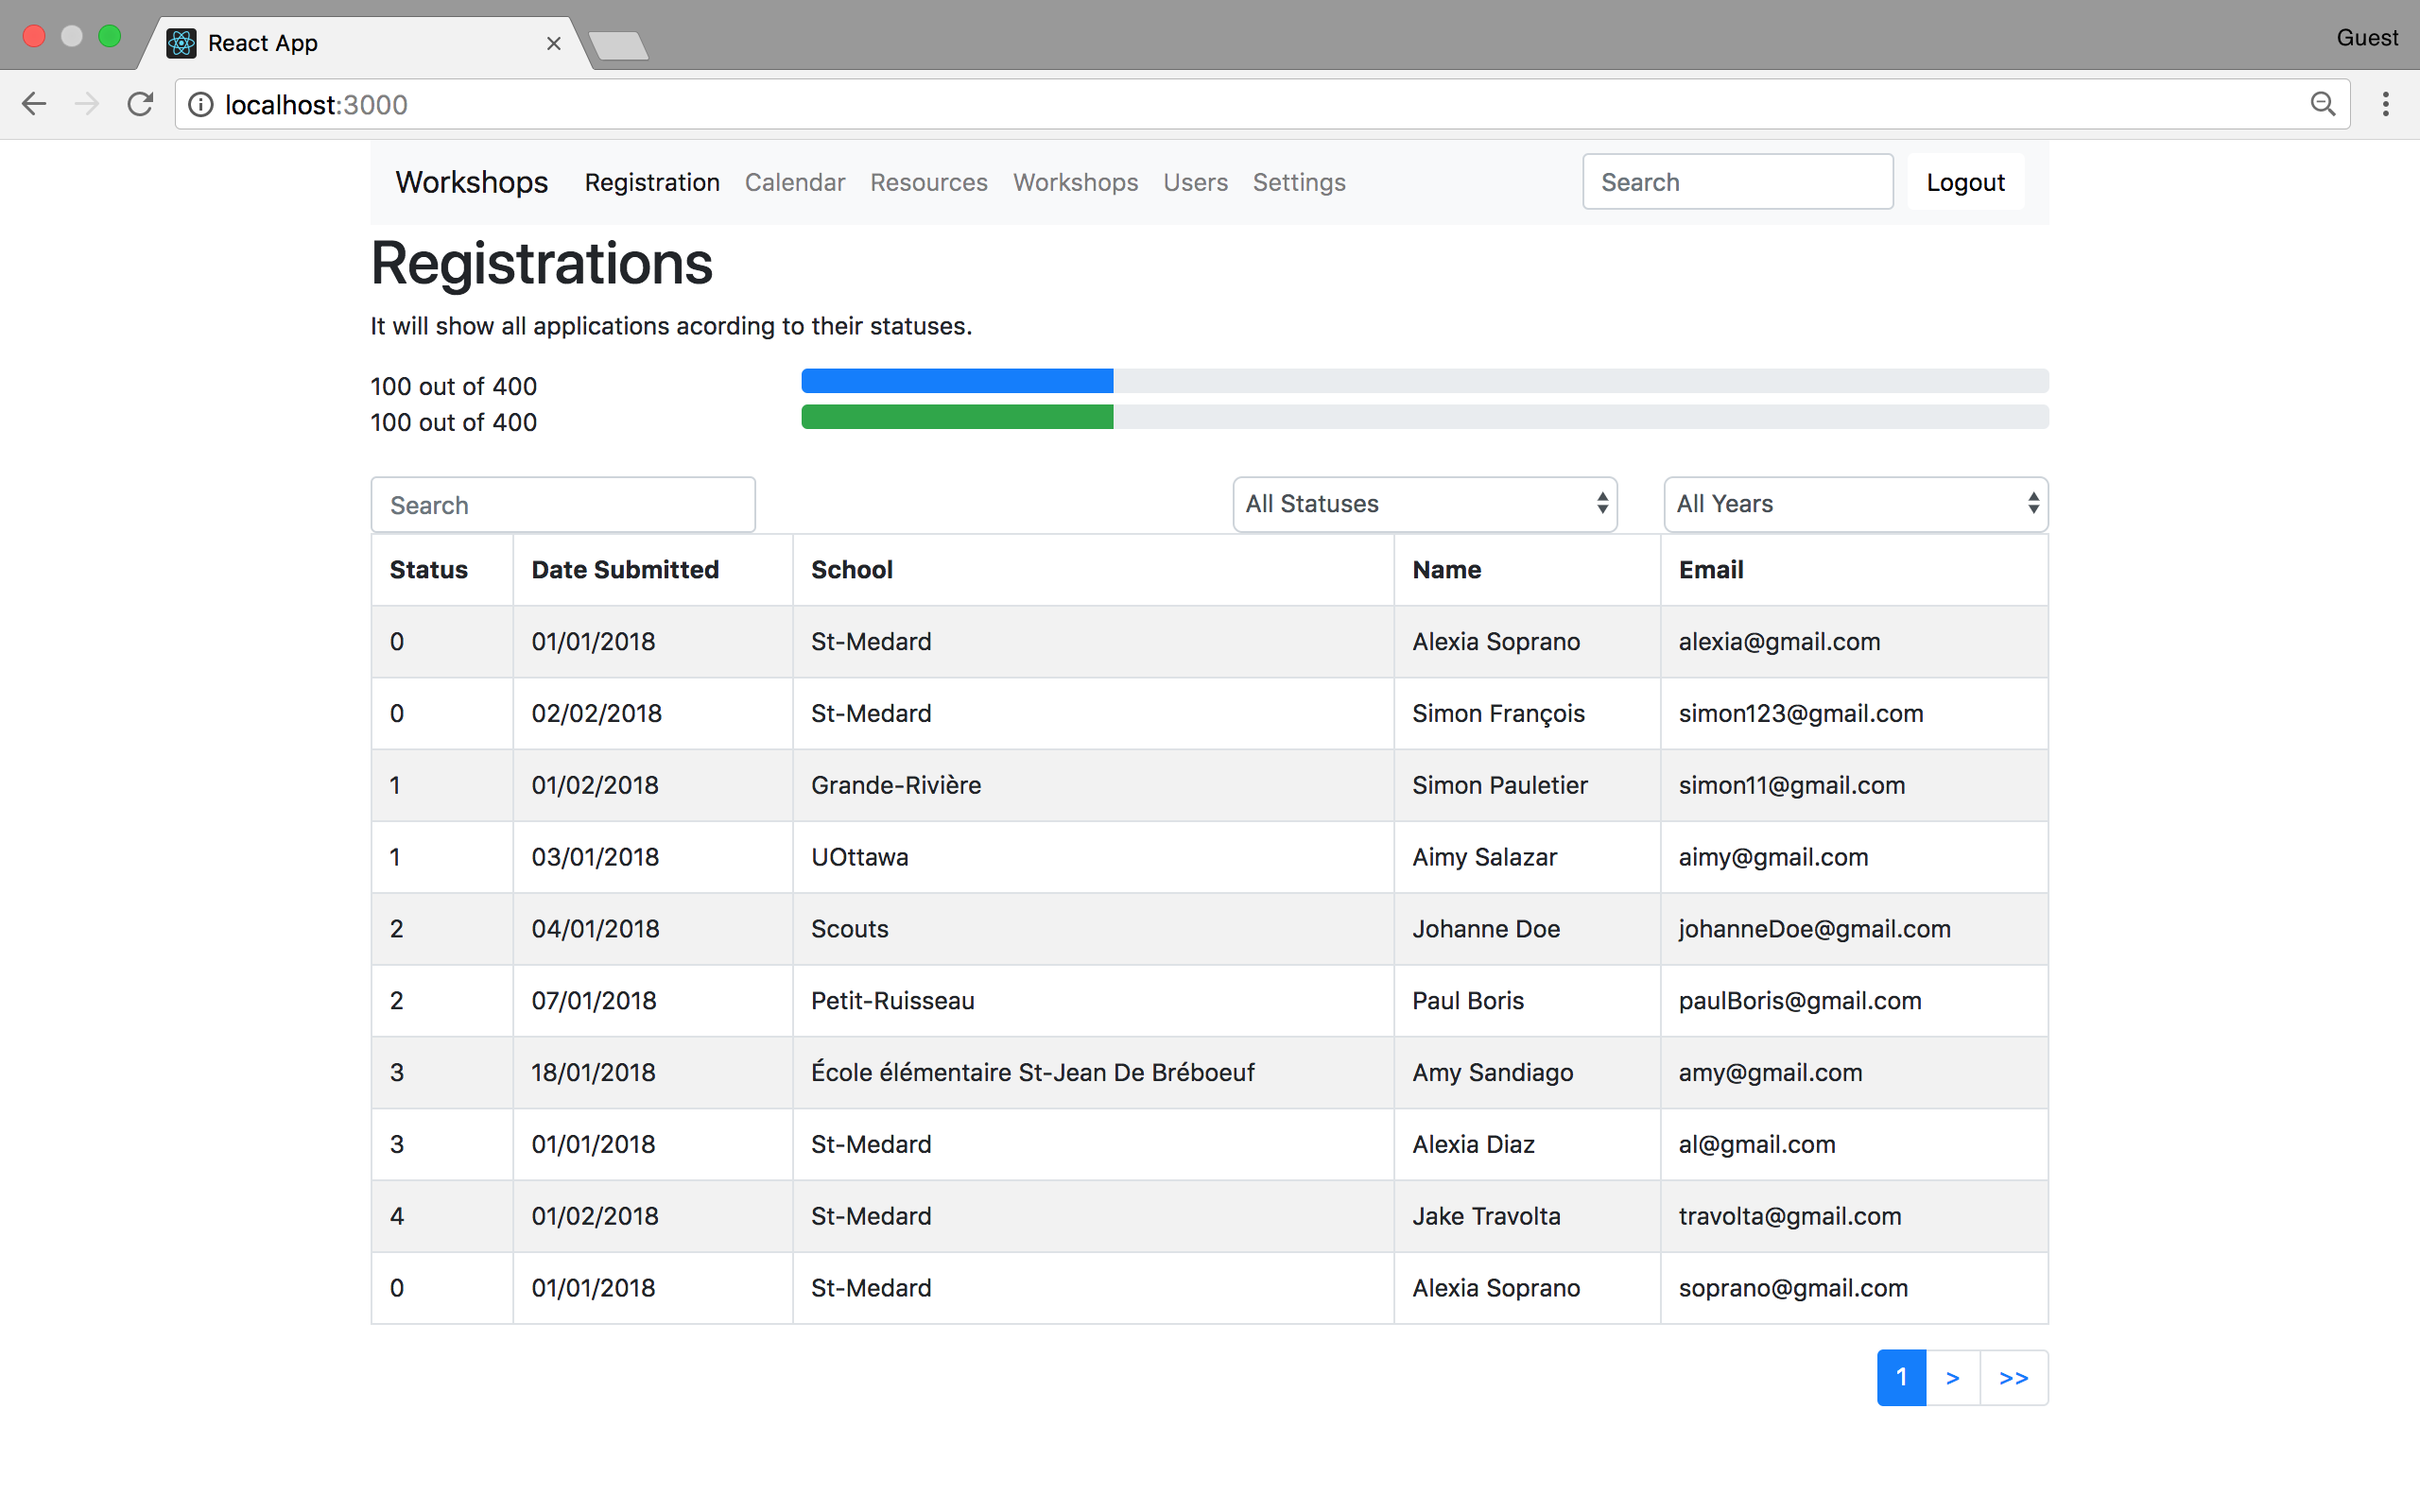 React App
Guest
localhost:3000
Workshops Registration Calendar Resources Workshops Users Settings Search Logout
Registrations
It will show all applications acording to their statuses.
100 out of 400
100 out of 400
Search All Statuses All Years
Status Date Submitted School Name Email
0 01/01/2018 St-Medard Alexia Soprano alexia@gmail.com
0 02/02/2018 St-Medard Simon François simon123@gmail.com
1 01/02/2018 Grande-Rivière Simon Pauletier simon11@gmail.com
1 03/01/2018 UOttawa Aimy Salazar aimy@gmail.com
2 04/01/2018 Scouts Johanne Doe johanneDoe@gmail.com
2 07/01/2018 Petit-Ruisseau Paul Boris paulBoris@gmail.com
3 18/01/2018 École élémentaire St-Jean De Bréboeuf Amy Sandiago amy@gmail.com
3 01/01/2018 St-Medard Alexia Diaz al@gmail.com
4 01/02/2018 St-Medard Jake Travolta travolta@gmail.com
0 01/01/2018 St-Medard Alexia Soprano soprano@gmail.com
1 > >>